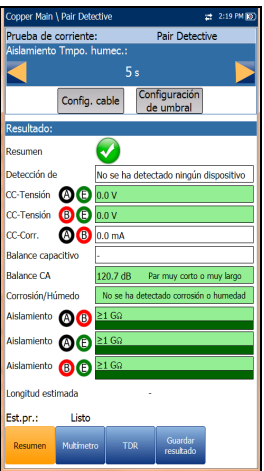 Copper Main \ Pair Detective 2:19 PM
Prueba de corriente: Pair Detective
Aislamiento Tmpo. humec.:
5 s
Config. cable
Configuración
de umbral
Resultado:
Resumen
Detección de No se ha detectado ningún dispositivo
CC-Tensión A E 0.0 V
CC-Tensión B E 0.0 V
CC-Corr. A B 0.0 mA
Balance capacitivo -
Balance CA 120.7 dB Par muy corto o muy largo
Corrosión/Húmedo No se ha detectado corrosión o humedad
Aislamiento A B ≥1 GΩ
Aislamiento A E ≥1 GΩ
Aislamiento B E ≥1 GΩ
Longitud estimada -
Est.pr.: Listo
Resumen Multímetro TDR Guardar
resultado